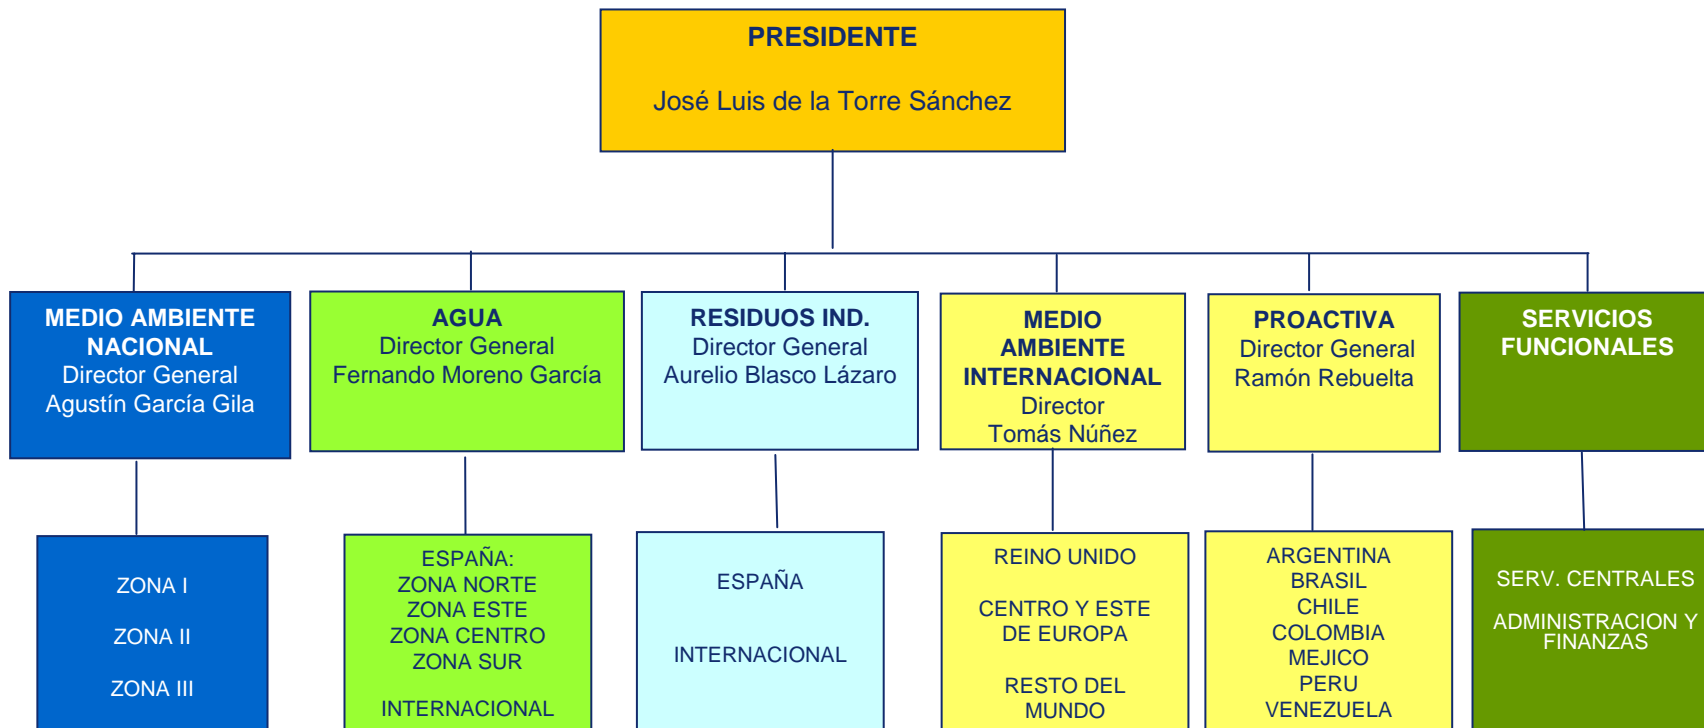 PRESIDENTE
José Luis de la Torre Sánchez
MEDIO AMBIENTE
NACIONAL
Director General
Agustín García Gila
AGUA
Director General
Fernando Moreno García
RESIDUOS IND.
Director General
Aurelio Blasco Lázaro
MEDIO
AMBIENTE
INTERNACIONAL
Director
Tomás Núñez
PROACTIVA
Director General
Ramón Rebuelta
SERVICIOS
FUNCIONALES
ZONA I
ZONA II
ZONA III
ESPAÑA:
ZONA NORTE
ZONA ESTE
ZONA CENTRO
ZONA SUR
INTERNACIONAL
ESPAÑA
INTERNACIONAL
REINO UNIDO
CENTRO Y ESTE
DE EUROPA
RESTO DEL
MUNDO
ARGENTINA
BRASIL
CHILE
COLOMBIA
MEJICO
PERU
VENEZUELA
SERV. CENTRALES
ADMINISTRACION Y
FINANZAS